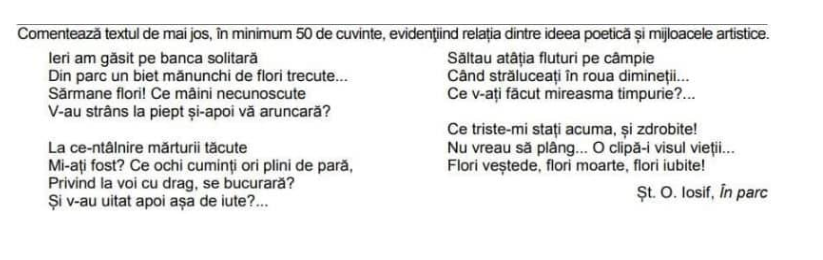 Comentează textul de mai jos, în minimum 50 de cuvinte, evidenţiind relația dintre ideea poetică și mijloacele artistice.
Ieri am găsit pe banca solitară
Din parc un biet mănunchi de flori trecute...
Sărmane flori! Ce mâini necunoscute
V-au strâns la piept și-apoi vă aruncară?
La ce-ntâlnire mărturii tăcute
Mi-ați fost? Ce ochi cuminți ori plini de pară,
Privind la voi cu drag, se bucurară?
Și v-au uitat apoi așa de iute?...
Săltau atâția fluturi pe câmpie
Când străluceați în roua dimineții...
Ce v-ați făcut mireasma timpurie?...
Ce triste-mi stați acuma, și zdrobite!
Nu vreau să plâng... O clipă-i visul vieții...
Flori veștede, flori moarte, flori iubite!
Șt. O. Iosif, În parc